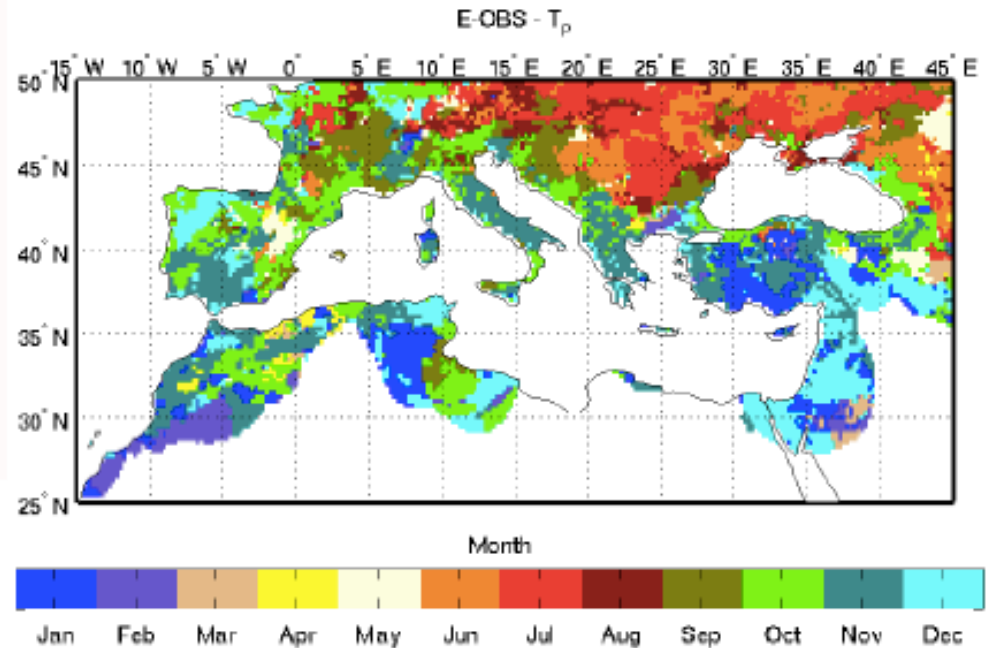 E-OBS - Tp
15° W 10° W 5° W 0° 5° E 10° E 15° E 20° E 25° E 30° E 35° E 40° E 45° E
50° N
45° N
40° N
35° N
30° N
25° N
Month
Jan Feb Mar Apr May Jun Jul Aug Sep Oct Nov Dec